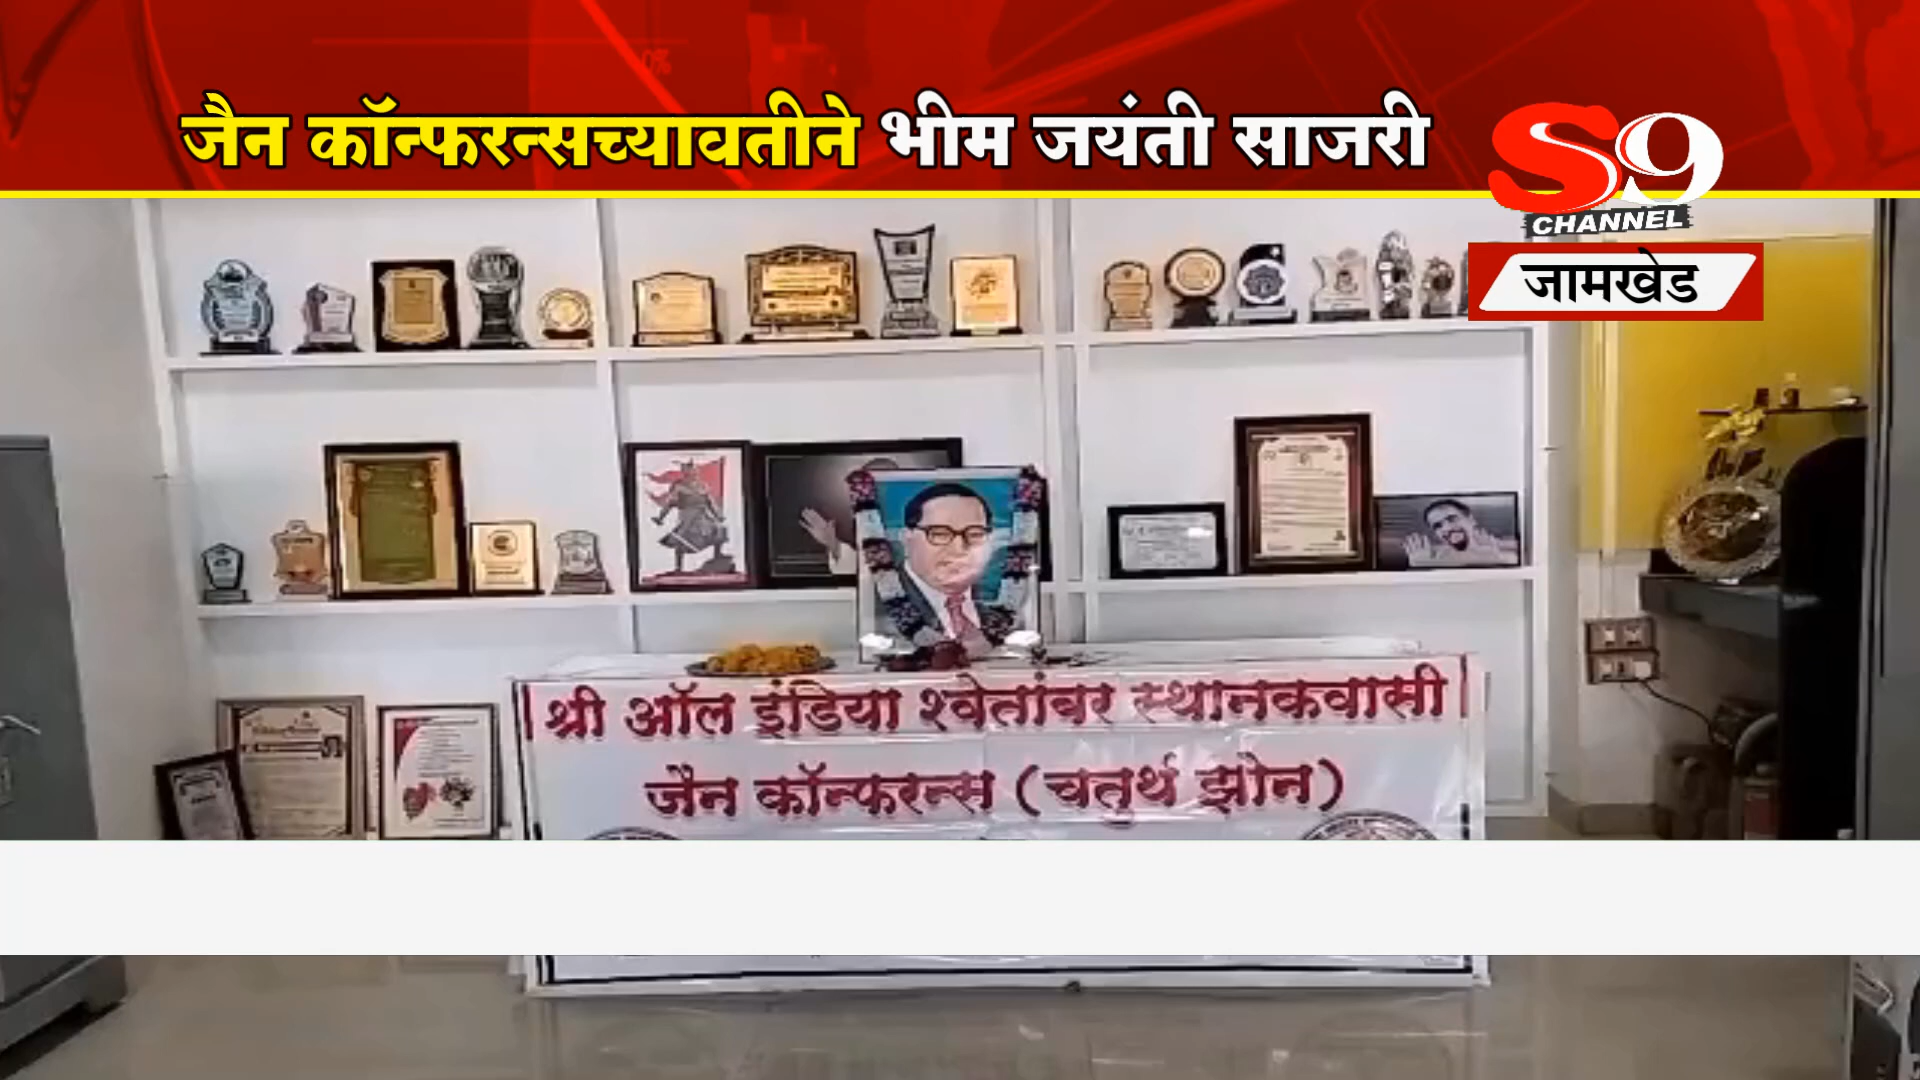 जैन कॉन्फरन्सच्यावतीने भीम जयंती साजरी
S9
CHANNEL
जामखेड
श्री ऑल इंडिया श्वेतांबर स्थानकवासी
जैन कॉन्फरन्स (चतुर्थ झोन)